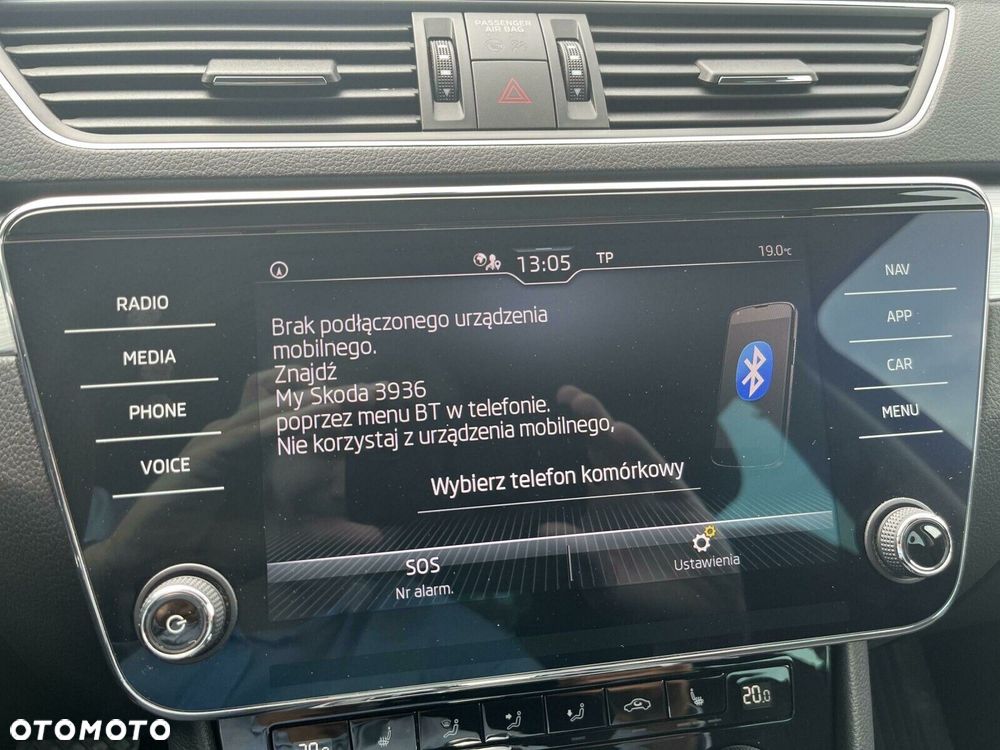 PASSENGER
AIR BAG
13:05
TP
19.0°C
RADIO
MEDIA
PHONE
VOICE
Brak podłączonego urządzenia
mobilnego.
Znajdź
My Skoda 3936
poprzez menu BT w telefonie.
Nie korzystaj z urządzenia mobilnego,
Wybierz telefon komórkowy
SOS
Nr alarm.
Ustawienia
NAV
APP
CAR
MENU
20.0
OTOMOTO